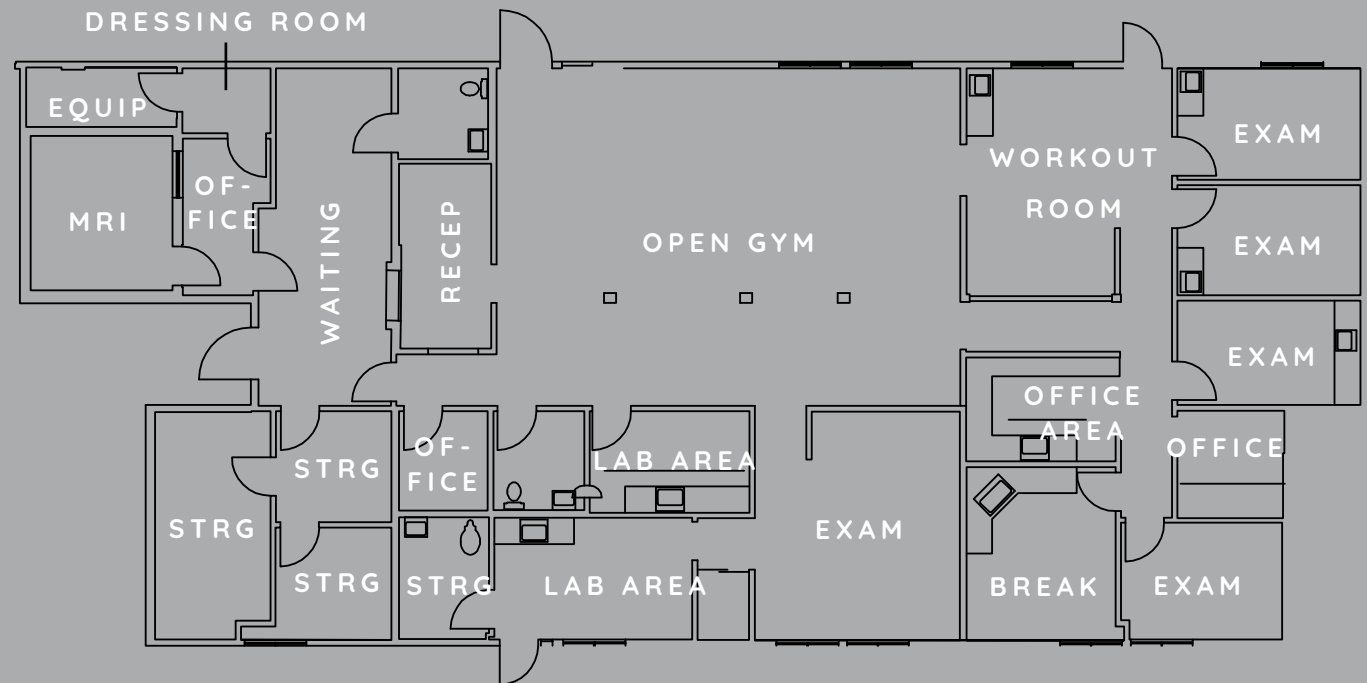 DRESSING ROOM
EQUIP
EXAM
WORKOUT
ROOM
OF-
FICE
MRI
WAITING
RECEP
OPEN GYM
EXAM
EXAM
OFFICE
AREA
OF-
FICE
STRG
LAB AREA
OFFICE
STRG
EXAM
STRG
STRG
LAB AREA
BREAK
EXAM